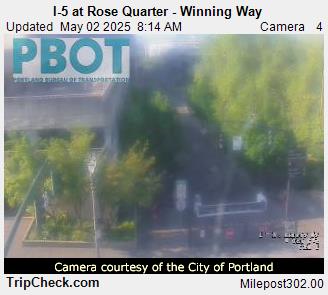 I-5 at Rose Quarter - Winning Way
Updated May 02 2025 8:14 AM Camera 4
PBOT
PORTLAND BUREAU OF TRANSPORTATION
Camera courtesy of the City of Portland
TripCheck.com Milepost302.00